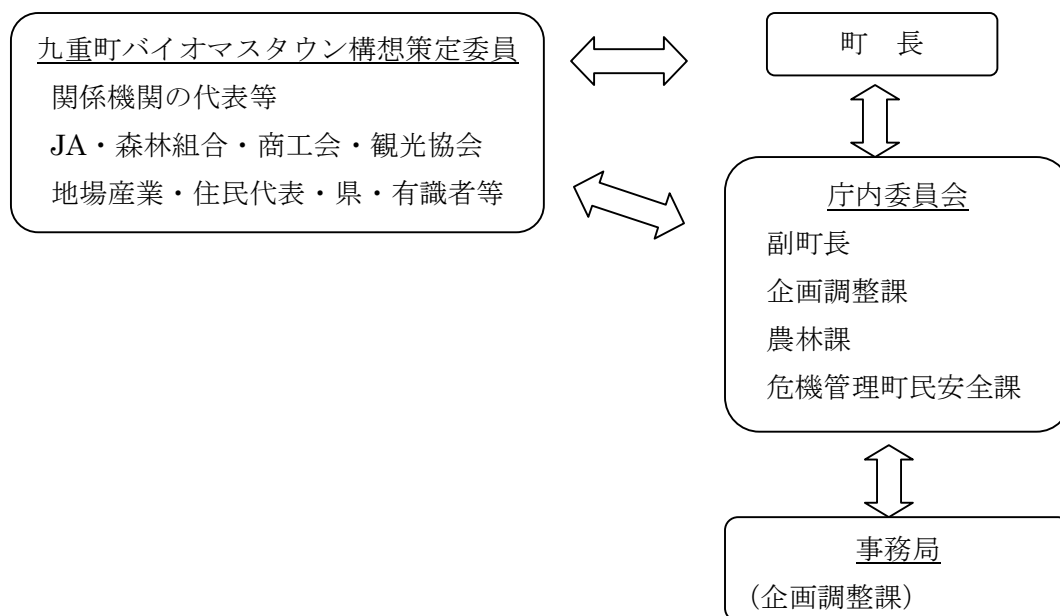 九重町バイオマスタウン構想策定委員
関係機関の代表等
JA・森林組合・商工会・観光協会
地場産業・住民代表・県・有識者等
町　長
庁内委員会
副町長
企画調整課
農林課
危機管理町民安全課
事務局
（企画調整課）